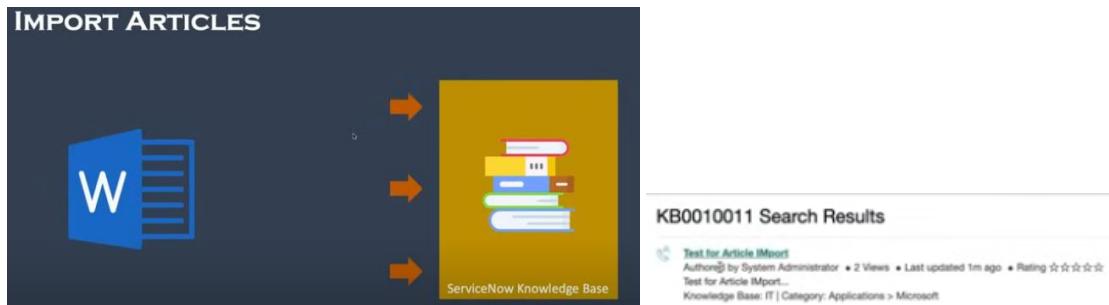 IMPORT ARTICLES
W
ServiceNow Knowledge Base
KB0010011 Search Results
Test for Article IMport
Authored by System Administrator • 2 Views • Last updated 1m ago • Rating ☆☆☆☆☆
Test for Article IMport...
Knowledge Base: IT | Category: Applications > Microsoft